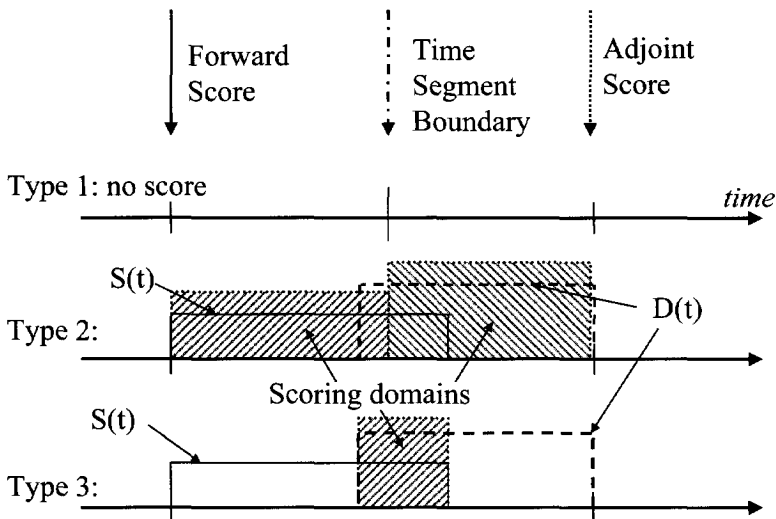 Forward
Score
Time
Segment
Boundary
Adjoint
Score
Type 1: no score
time
S(t)
D(t)
Type 2:
Scoring domains
S(t)
Type 3: